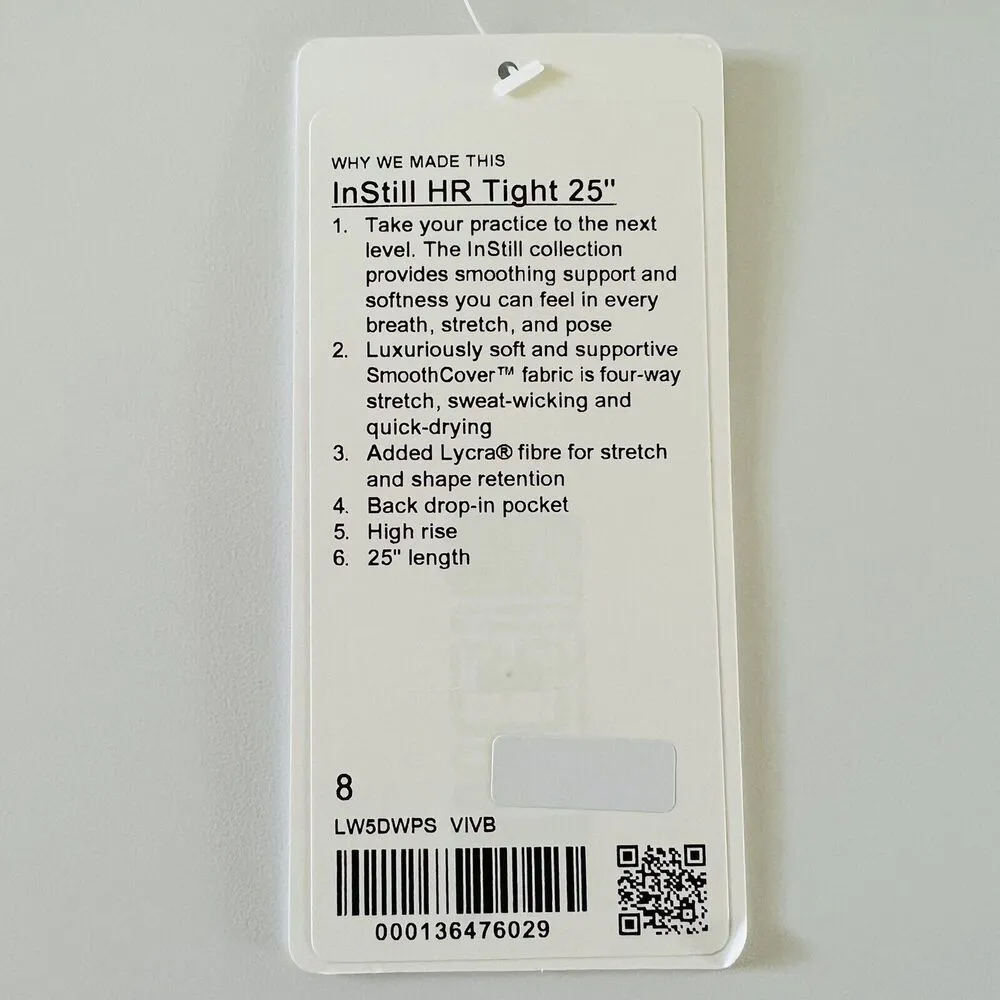 WHY WE MADE THIS
InStill HR Tight 25"
1. Take your practice to the next
level. The InStill collection
provides smoothing support and
softness you can feel in every
breath, stretch, and pose
2. Luxuriously soft and supportive
SmoothCover™ fabric is four-way
stretch, sweat-wicking and
quick-drying
3. Added Lycra® fibre for stretch
and shape retention
4. Back drop-in pocket
5. High rise
6. 25" length
8
LW5DWPS VIVB
000136476029